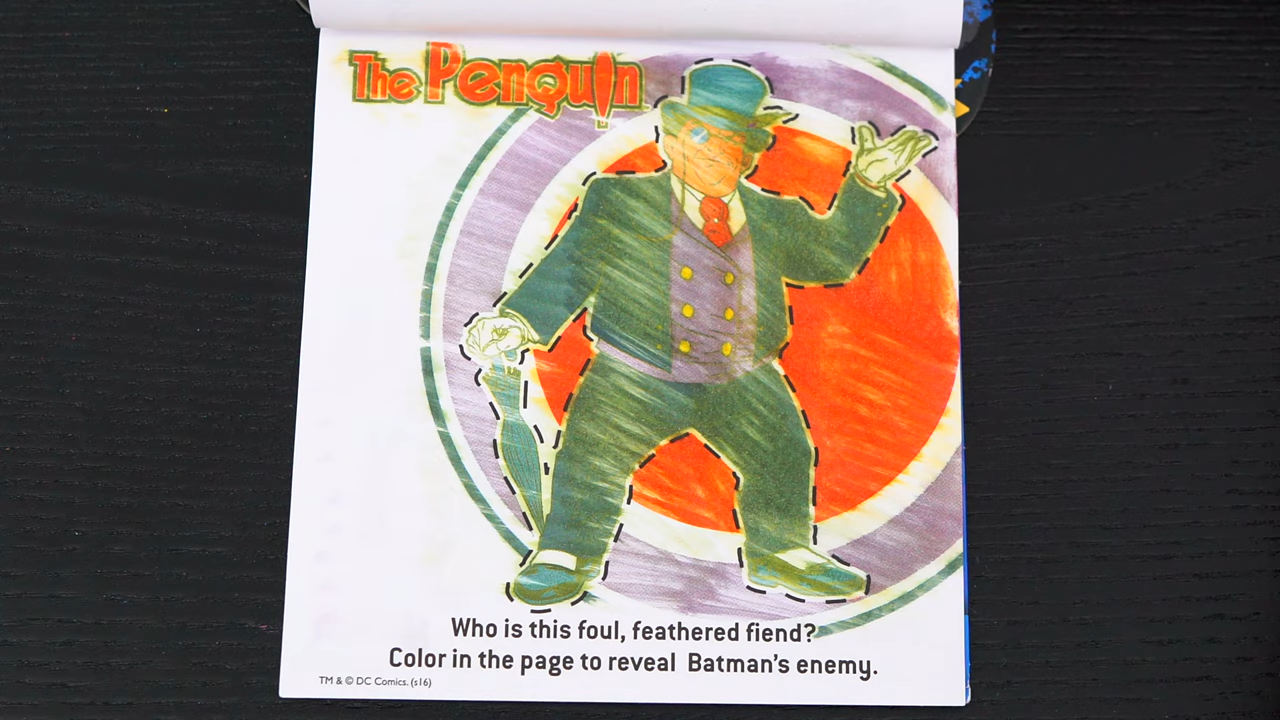 The Penguin
Who is this foul, feathered fiend?
Color in the page to reveal Batman's enemy.
TM & © DC Comics. (s16)